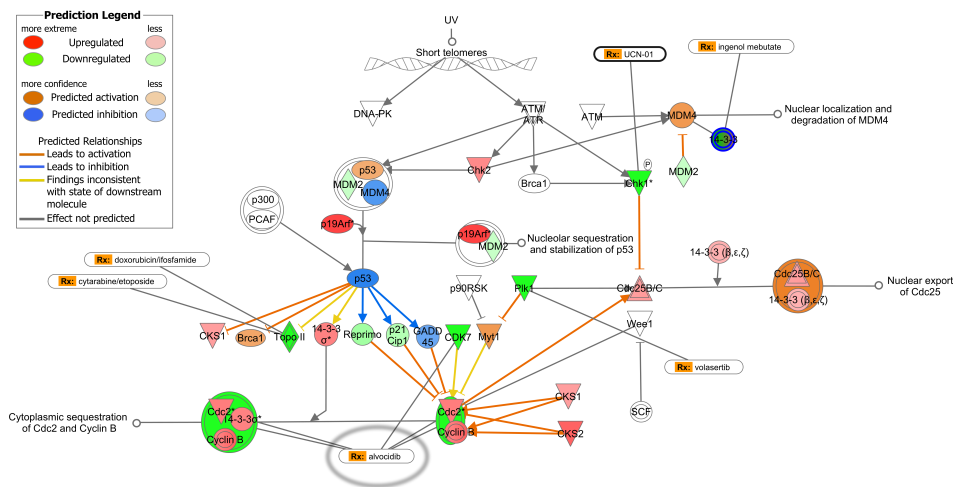 Prediction Legend
more extreme less
Upregulated
Downregulated
more confidence less
Predicted activation
Predicted inhibition
Predicted Relationships
Leads to activation
Leads to inhibition
Findings inconsistent
with state of downstream
molecule
Effect not predicted
UV
Short telomeres
DNA-PK
ATM/
ATR
ATM
MDM4
Rx: UCN-01
Rx: ingenol mebutate
Nuclear localization and
degradation of MDM4
14-3-3
p53
MDM2
MDM4
Chk2
Brca1
P
Chk1*
MDM2
p300
PCAF
p19Arf*
p19Arf*
MDM2
Nucleolar sequestration
and stabilization of p53
14-3-3 (β,ε,ζ)
Rx: doxorubicin/ifosfamide
Rx: cytarabine/etoposide
p53
p90RSK
Plk1
Cdc25B/C
Cdc25B/C
14-3-3 (β,ε,ζ)
Nuclear export
of Cdc25
CKS1
Brca1
Topo II
14-3-3
σ*
Reprimo
p21
Cip1
GADD
45
CDK7
Myt1
Wee1
Rx: volasertib
Cytoplasmic sequestration
of Cdc2 and Cyclin B
Cdc2*
14-3-3σ*
Cyclin B
Cdc2*
Cyclin B
CKS1
CKS2
SCF
Rx: alvocidib